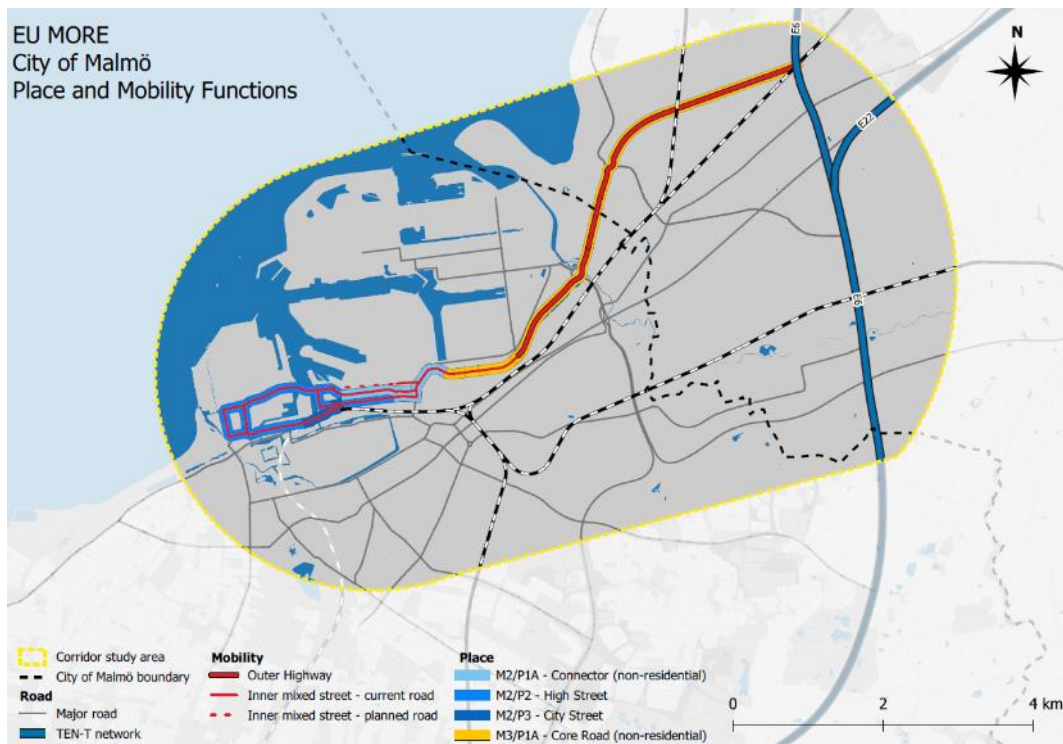 EU MORE
City of Malmö
Place and Mobility Functions
N
E6
E22
E6
Corridor study area
City of Malmö boundary
Road
Major road
TEN-T network
Mobility
Outer Highway
Inner mixed street - current road
Inner mixed street - planned road
Place
M2/P1A - Connector (non-residential)
M2/P2 - High Street
M2/P3 - City Street
M3/P1A - Core Road (non-residential)
0 2 4 km